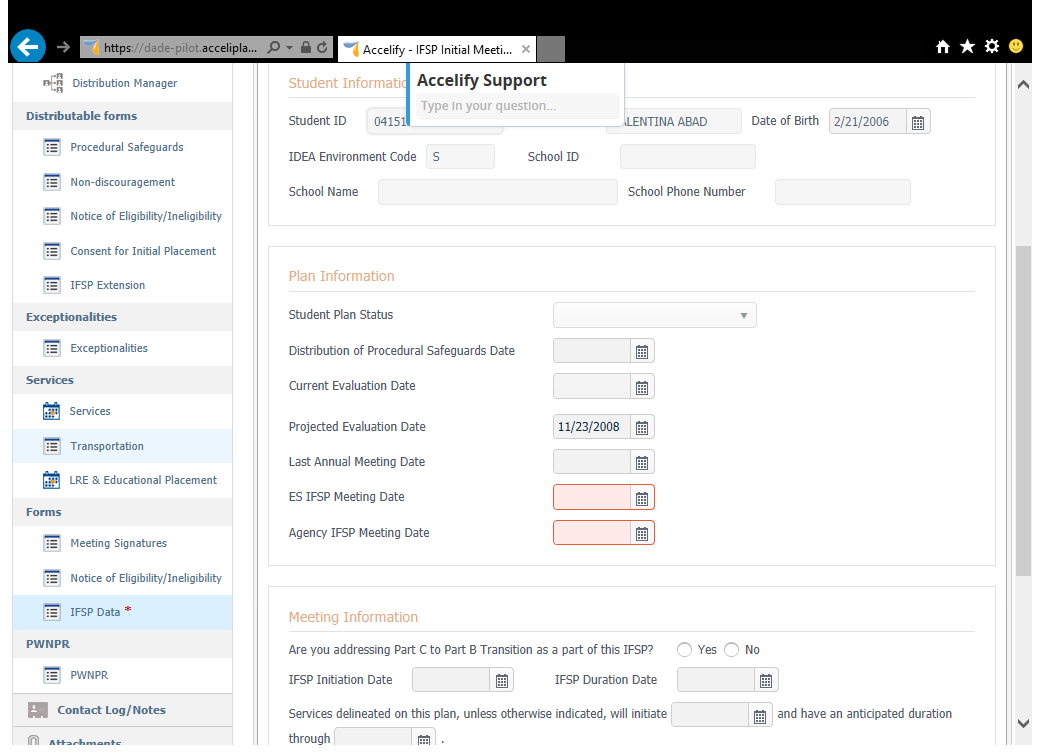 https://dade-pilot.accelipla...
Accelify - IFSP Initial Meeti...
Distribution Manager
Distributable forms
Procedural Safeguards
Non-discouragement
Notice of Eligibility/Ineligibility
Consent for Initial Placement
IFSP Extension
Exceptionalities
Exceptionalities
Services
Services
Transportation
LRE & Educational Placement
Forms
Meeting Signatures
Notice of Eligibility/Ineligibility
IFSP Data *
PWNPR
PWNPR
Contact Log/Notes
Attachments
Accelify Support
Type in your question...
Student Informatio
Student ID 04151 ALENTINA ABAD Date of Birth 2/21/2006
IDEA Environment Code S School ID
School Name School Phone Number
Plan Information
Student Plan Status
Distribution of Procedural Safeguards Date
Current Evaluation Date
Projected Evaluation Date 11/23/2008
Last Annual Meeting Date
ES IFSP Meeting Date
Agency IFSP Meeting Date
Meeting Information
Are you addressing Part C to Part B Transition as a part of this IFSP? Yes No
IFSP Initiation Date IFSP Duration Date
Services delineated on this plan, unless otherwise indicated, will initiate and have an anticipated duration
through .